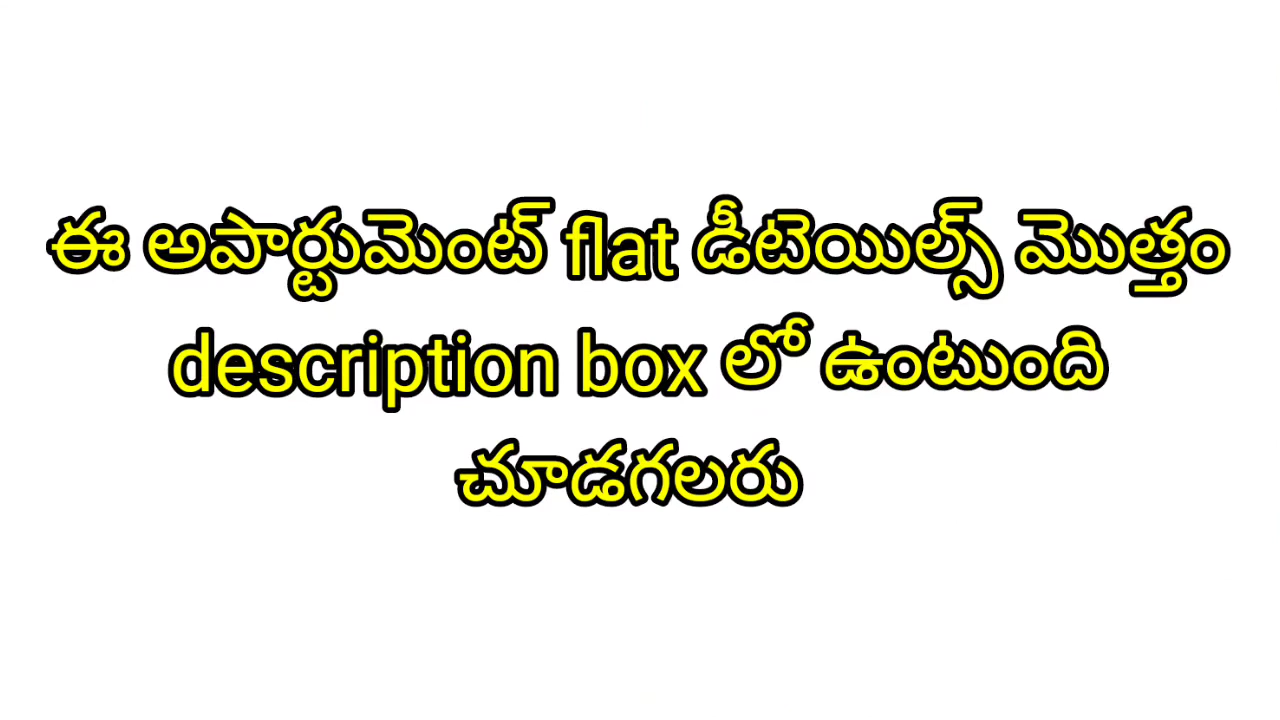 ఈ అపార్టుమెంట్ flat డీటెయిల్స్ మొత్తం
description box లో ఉంటుంది
చూడగలరు